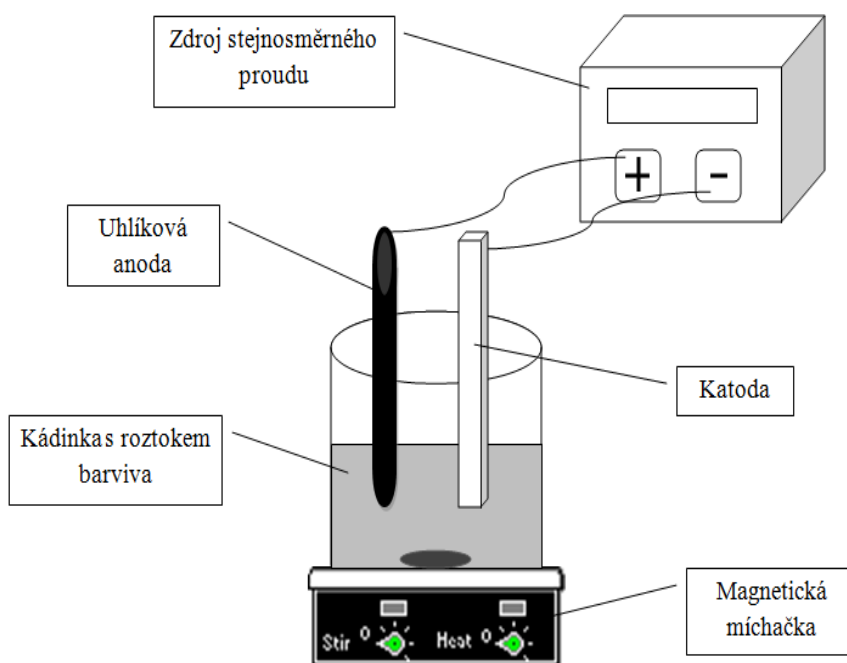 Zdroj stejnosměrného
proudu
+
-
Uhlíková
anoda
Katoda
Kádinka s roztokem
barviva
Magnetická
míchačka
Stir 0 Heat 0